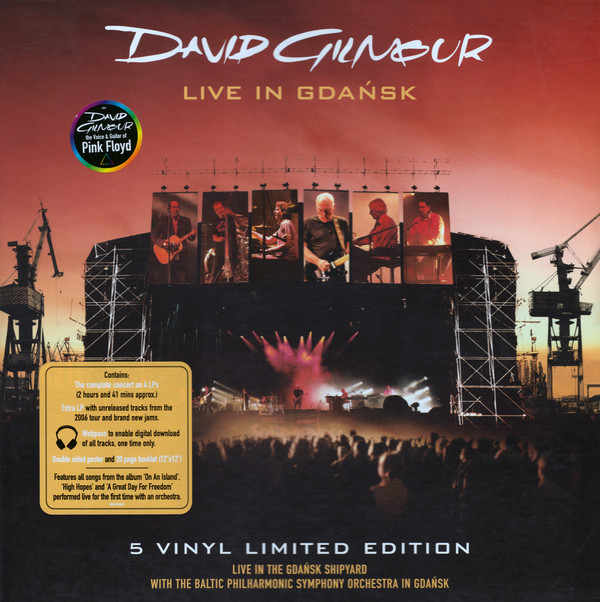 DAVID GILMOUR
LIVE IN GDAŃSK
DAVID
GILMOUR
the Voice & Guitar of
Pink Floyd
Contains:
The complete concert on 4 LPs
(2 hours and 41 mins approx.)
Extra LP with unreleased tracks from the
2006 tour and brand new jams.
Webpass to enable digital download
of all tracks, one time only.
Double sided poster and 20 page booklet (12"x12")
Features all songs from the album 'On An Island',
'High Hopes' and 'A Great Day For Freedom'
performed live for the first time with an orchestra.
5 VINYL LIMITED EDITION
LIVE IN THE GDAŃSK SHIPYARD
WITH THE BALTIC PHILHARMONIC SYMPHONY ORCHESTRA IN GDAŃSK